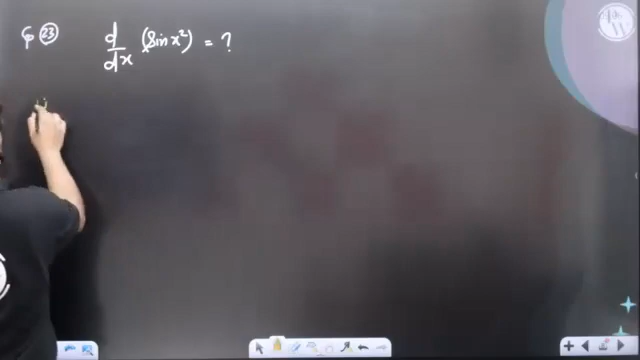 Q 23 d/dx (Sin x²) = ?
W